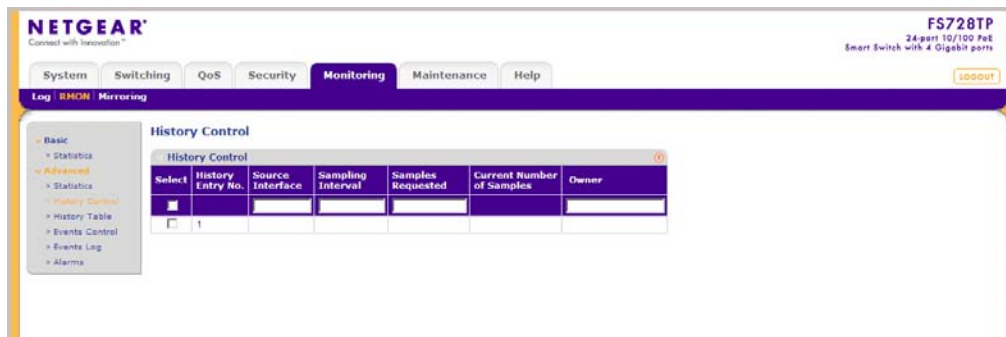 NETGEAR
Connect with Innovation™
FS728TP
24-port 10/100 PoE
Smart Switch with 4 Gigabit ports
System Switching QoS Security Monitoring Maintenance Help
LOGOUT
Log RMON Mirroring
Basic
Statistics
Advanced
Statistics
History Control
History Table
Events Control
Events Log
Alarms
History Control
History Control
Select History Entry No. Source Interface Sampling Interval Samples Requested Current Number of Samples Owner
1